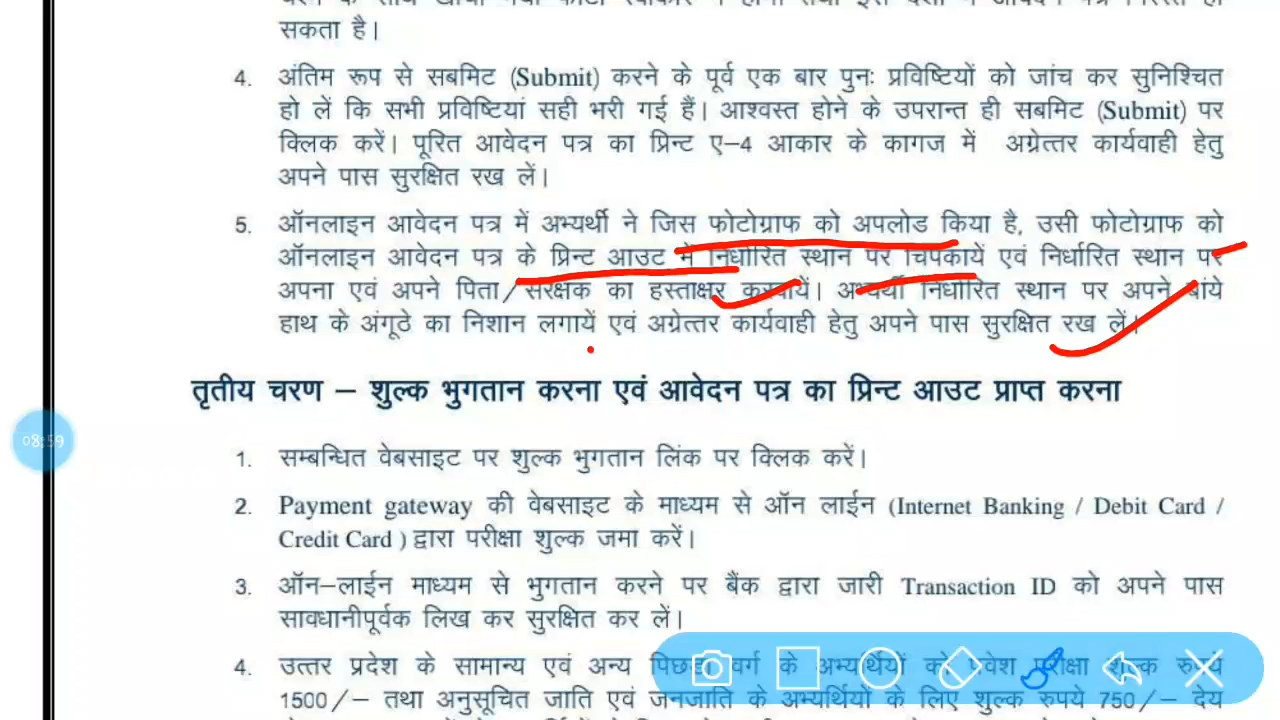 सकता है।
4. अंतिम रूप से सबमिट (Submit) करने के पूर्व एक बार पुनः प्रविष्टियों को जांच कर सुनिश्चित
हो लें कि सभी प्रविष्टियां सही भरी गई हैं। आश्वस्त होने के उपरान्त ही सबमिट (Submit) पर
क्लिक करें। पूरित आवेदन पत्र का प्रिन्ट ए–4 आकार के कागज में अग्रेत्तर कार्यवाही हेतु
अपने पास सुरक्षित रख लें।
5. ऑनलाइन आवेदन पत्र में अभ्यर्थी ने जिस फोटोग्राफ को अपलोड किया है, उसी फोटोग्राफ को
ऑनलाइन आवेदन पत्र के प्रिन्ट आउट में निर्धारित स्थान पर चिपकायें एवं निर्धारित स्थान पर
अपना एवं अपने पिता/संरक्षक का हस्ताक्षर करवायें। अभ्यर्थी निर्धारित स्थान पर अपने बांये
हाथ के अंगूठे का निशान लगायें एवं अग्रेत्तर कार्यवाही हेतु अपने पास सुरक्षित रख लें।
तृतीय चरण – शुल्क भुगतान करना एवं आवेदन पत्र का प्रिन्ट आउट प्राप्त करना
08:59
1. सम्बन्धित वेबसाइट पर शुल्क भुगतान लिंक पर क्लिक करें।
2. Payment gateway की वेबसाइट के माध्यम से ऑन लाईन (Internet Banking / Debit Card /
Credit Card ) द्वारा परीक्षा शुल्क जमा करें।
3. ऑन–लाईन माध्यम से भुगतान करने पर बैंक द्वारा जारी Transaction ID को अपने पास
सावधानीपूर्वक लिख कर सुरक्षित कर लें।
4. उत्तर प्रदेश के सामान्य एवं अन्य पिछड़ा वर्ग के अभ्यर्थियों को प्रवेश परीक्षा शुल्क रुपये
1500/– तथा अनुसूचित जाति एवं जनजाति के अभ्यर्थियों के लिए शुल्क रुपये 750/– देय